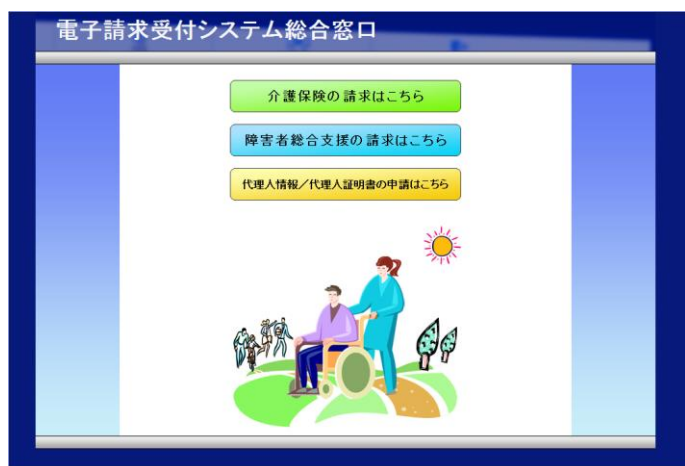 電子請求受付システム総合窓口
介護保険の請求はこちら
障害者総合支援の請求はこちら
代理人情報／代理人証明書の申請はこちら